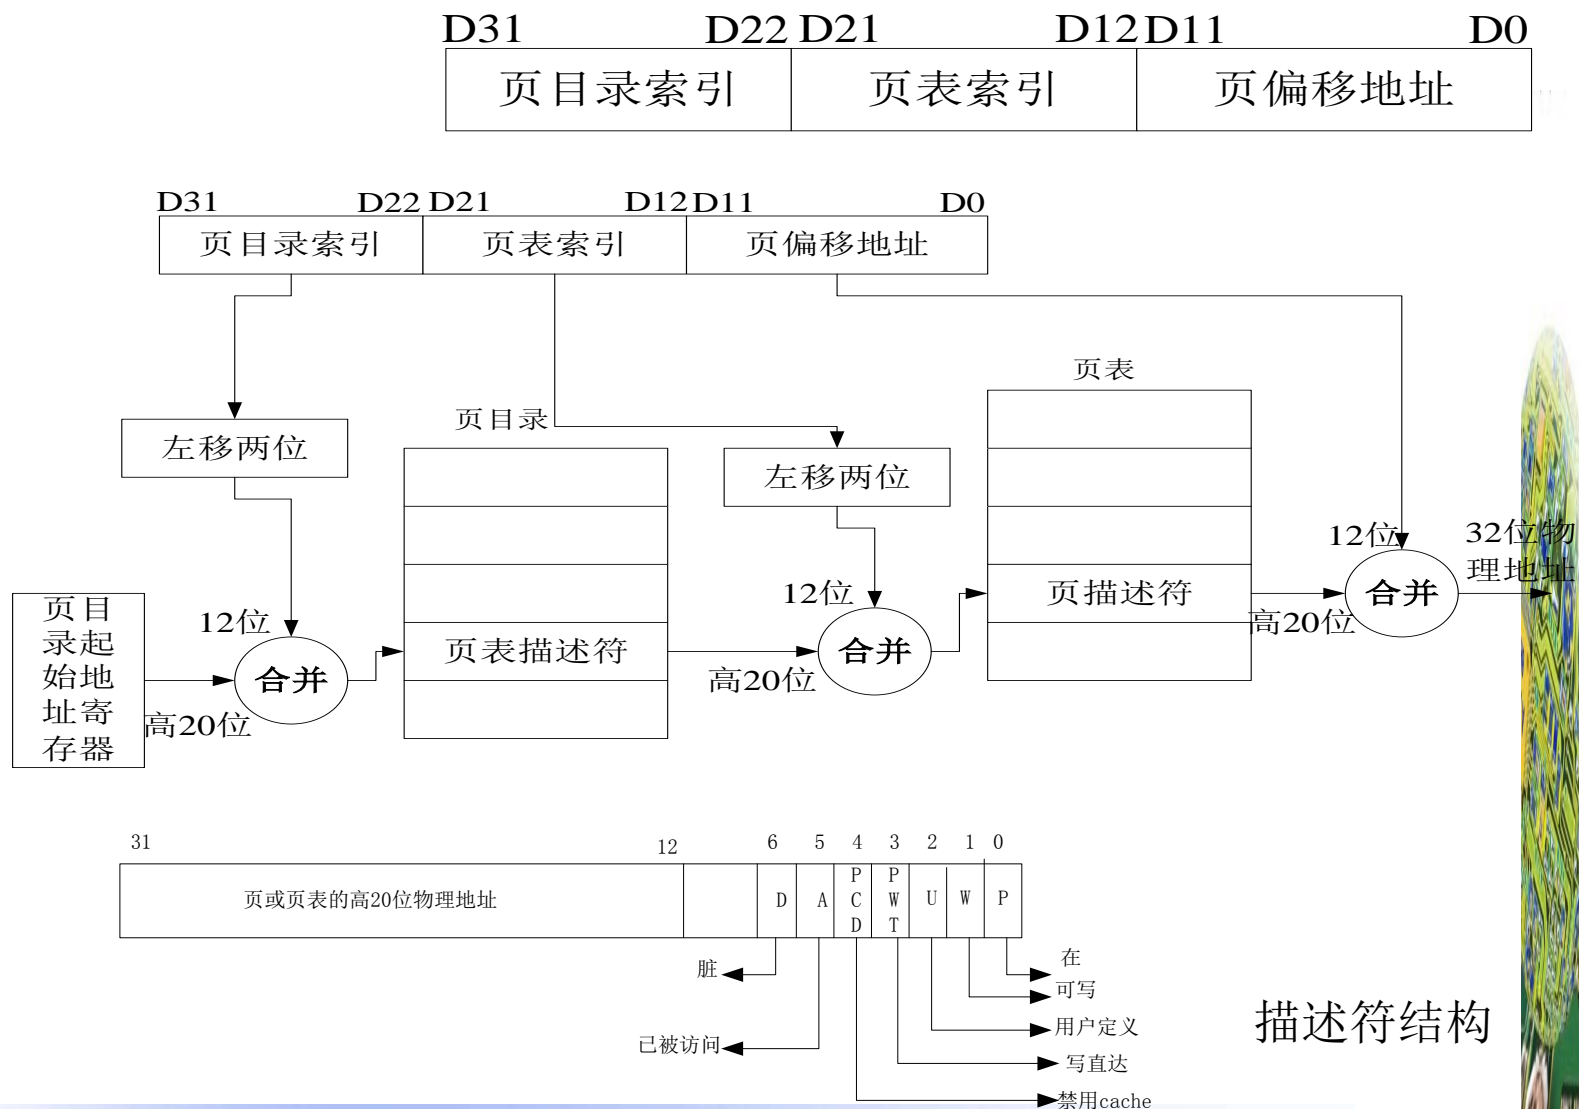 D31 D22 D21 D12 D11 D0
页目录索引 页表索引 页偏移地址
D31 D22 D21 D12 D11 D0
页目录索引 页表索引 页偏移地址
页表
页目录
左移两位
左移两位
12位
32位物
理地址
12位
合并
页描述符
高20位
页目
录起
始地
址寄
存器
12位
合并
高20位
页表描述符
合并
高20位
31 12 6 5 4 3 2 1 0
页或页表的高20位物理地址
D
A
P
C
D
P
W
T
U
W
P
脏
在
可写
用户定义
已被访问
写直达
禁用cache
描述符结构